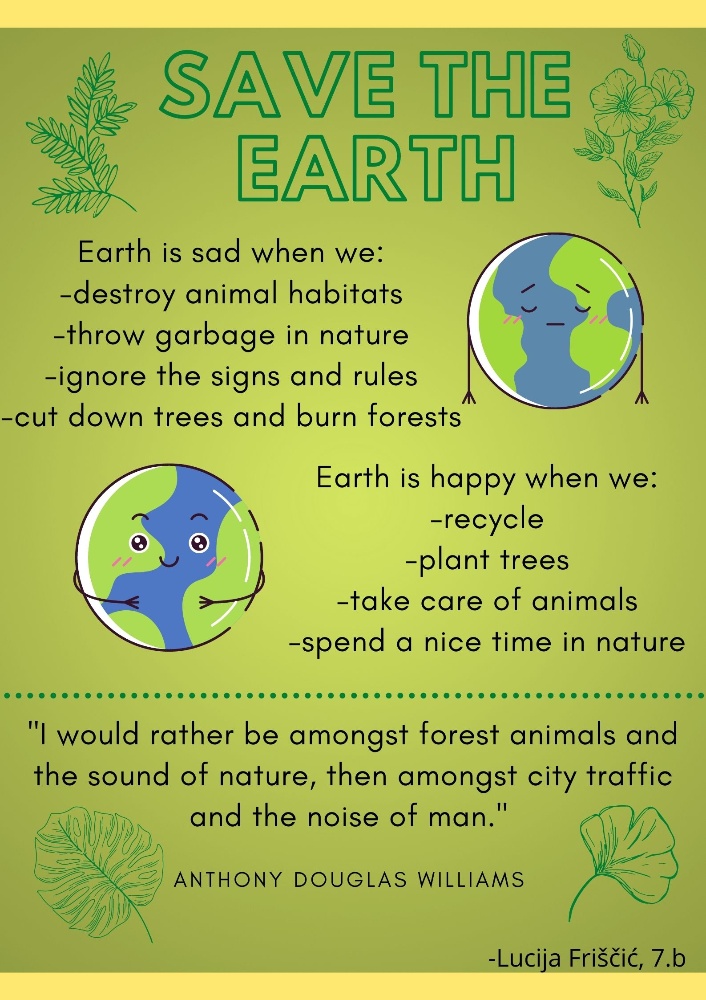 SAVE THE
EARTH
Earth is sad when we:
-destroy animal habitats
-throw garbage in nature
-ignore the signs and rules
-cut down trees and burn forests
Earth is happy when we:
-recycle
-plant trees
-take care of animals
-spend a nice time in nature
"I would rather be amongst forest animals and
the sound of nature, then amongst city traffic
and the noise of man."
ANTHONY DOUGLAS WILLIAMS
-Lucija Friščić, 7.b